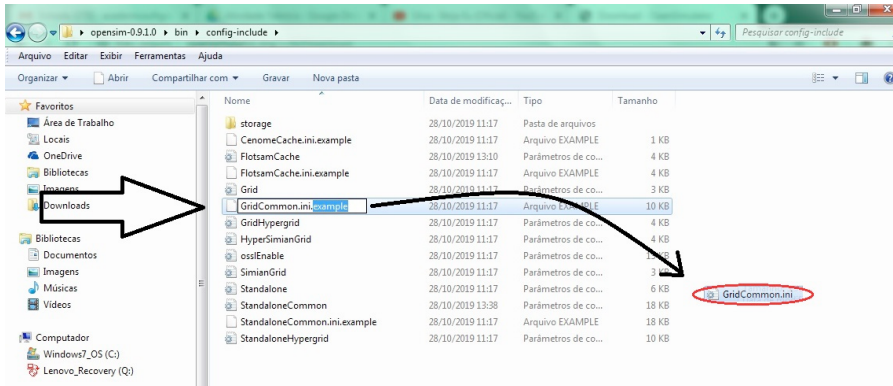 opensim-0.9.1.0 ▸ bin ▸ config-include ▸
Pesquisar config-include
Arquivo Editar Exibir Ferramentas Ajuda
Organizar Abrir Compartilhar com Gravar Nova pasta
Favoritos
Área de Trabalho
Locais
OneDrive
Bibliotecas
Imagens
Downloads
Bibliotecas
Documentos
Imagens
Músicas
Vídeos
Computador
Windows7_OS (C:)
Lenovo_Recovery (Q:)
Nome Data de modificaç... Tipo Tamanho
storage 28/10/2019 11:17 Pasta de arquivos
CenomeCache.ini.example 28/10/2019 11:17 Arquivo EXAMPLE 1 KB
FlotsamCache 28/10/2019 13:10 Parâmetros de co... 4 KB
FlotsamCache.ini.example 28/10/2019 11:17 Arquivo EXAMPLE 4 KB
Grid 28/10/2019 11:17 Parâmetros de co... 3 KB
GridCommon.ini.example 28/10/2019 11:17 Arquivo EXAMPLE 10 KB
GridHypergrid 28/10/2019 11:17 Parâmetros de co... 4 KB
HyperSimianGrid 28/10/2019 11:17 Parâmetros de co... 4 KB
osslEnable 28/10/2019 11:17 Parâmetros de co... KB
SimianGrid 28/10/2019 11:17 Parâmetros de co... 3 KB
Standalone 28/10/2019 11:17 Parâmetros de co... 6 KB
StandaloneCommon 28/10/2019 13:38 Parâmetros de co... 18 KB
StandaloneCommon.ini.example 28/10/2019 11:17 Arquivo EXAMPLE 18 KB
StandaloneHypergrid 28/10/2019 11:17 Parâmetros de co... 10 KB
GridCommon.ini